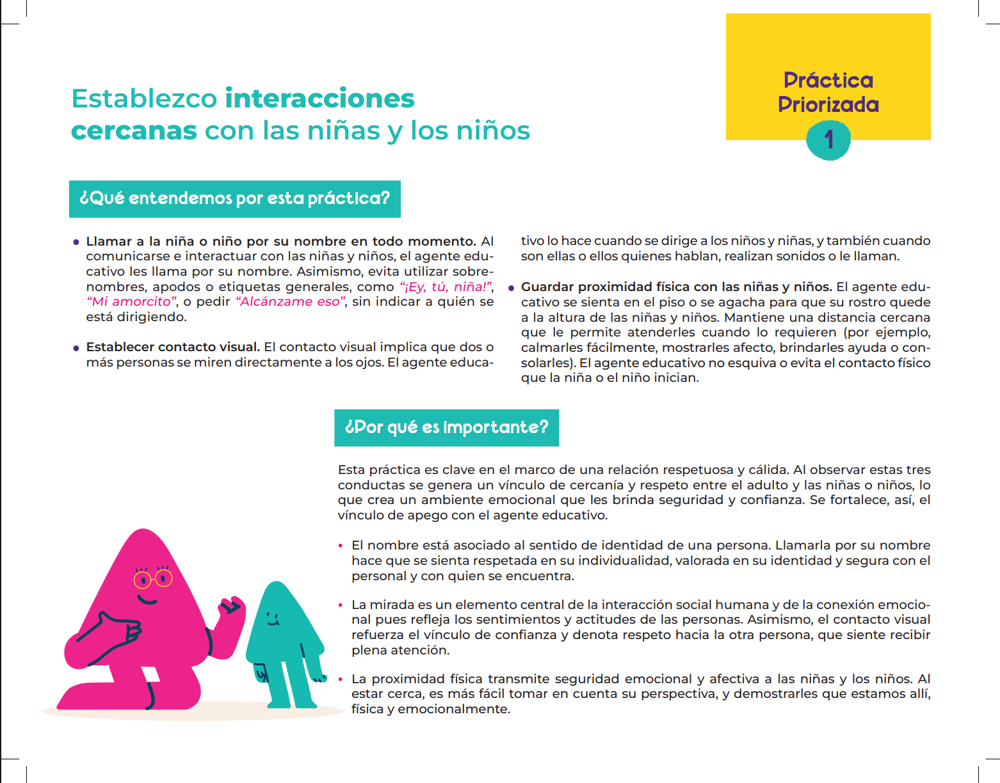 Práctica
Priorizada
1
Establezco interacciones
cercanas con las niñas y los niños
¿Qué entendemos por esta práctica?
• Llamar a la niña o niño por su nombre en todo momento. Al
comunicarse e interactuar con las niñas y niños, el agente edu-
cativo les llama por su nombre. Asimismo, evita utilizar sobre-
nombres, apodos o etiquetas generales, como “¡Ey, tú, niña!”,
“Mi amorcito”, o pedir “Alcánzame eso”, sin indicar a quién se
está dirigiendo.
• Establecer contacto visual. El contacto visual implica que dos o
más personas se miren directamente a los ojos. El agente educa-
tivo lo hace cuando se dirige a los niños y niñas, y también cuando
son ellas o ellos quienes hablan, realizan sonidos o le llaman.
• Guardar proximidad física con las niñas y niños. El agente edu-
cativo se sienta en el piso o se agacha para que su rostro quede
a la altura de las niñas y niños. Mantiene una distancia cercana
que le permite atenderles cuando lo requieren (por ejemplo,
calmarles fácilmente, mostrarles afecto, brindarles ayuda o con-
solarles). El agente educativo no esquiva o evita el contacto físico
que la niña o el niño inician.
¿Por qué es importante?
Esta práctica es clave en el marco de una relación respetuosa y cálida. Al observar estas tres
conductas se genera un vínculo de cercanía y respeto entre el adulto y las niñas o niños, lo
que crea un ambiente emocional que les brinda seguridad y confianza. Se fortalece, así, el
vínculo de apego con el agente educativo.
• El nombre está asociado al sentido de identidad de una persona. Llamarla por su nombre
hace que se sienta respetada en su individualidad, valorada en su identidad y segura con el
personal y con quien se encuentra.
• La mirada es un elemento central de la interacción social humana y de la conexión emocio-
nal pues refleja los sentimientos y actitudes de las personas. Asimismo, el contacto visual
refuerza el vínculo de confianza y denota respeto hacia la otra persona, que siente recibir
plena atención.
• La proximidad física transmite seguridad emocional y afectiva a las niñas y los niños. Al
estar cerca, es más fácil tomar en cuenta su perspectiva, y demostrarles que estamos allí,
física y emocionalmente.